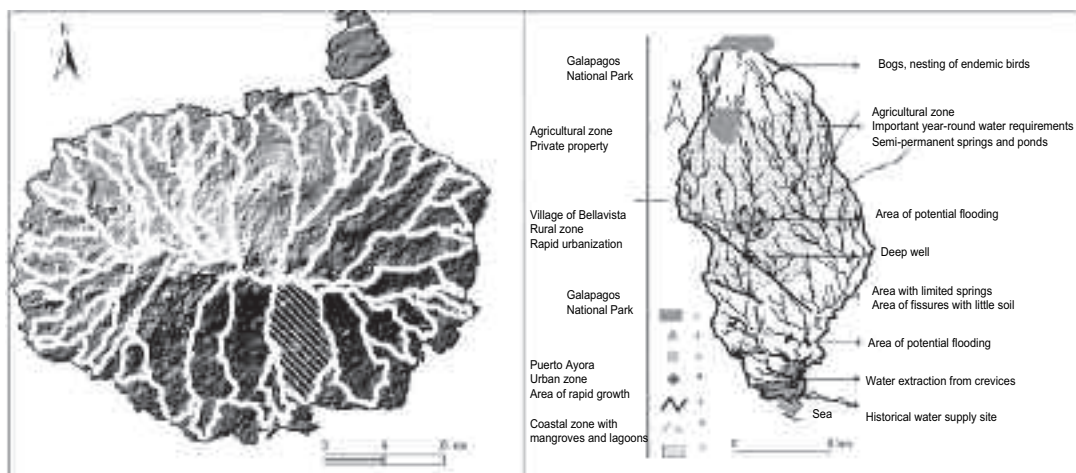 Galapagos
National Park
Agricultural zone
Private property
Village of Bellavista
Rural zone
Rapid urbanization
Galapagos
National Park
Puerto Ayora
Urban zone
Area of rapid growth
Coastal zone with
mangroves and lagoons
N
Bogs, nesting of endemic birds
Agricultural zone
Important year-round water requirements
Semi-permanent springs and ponds
Area of potential flooding
Deep well
Area with limited springs
Area of fissures with little soil
Area of potential flooding
Water extraction from crevices
Historical water supply site
Sea